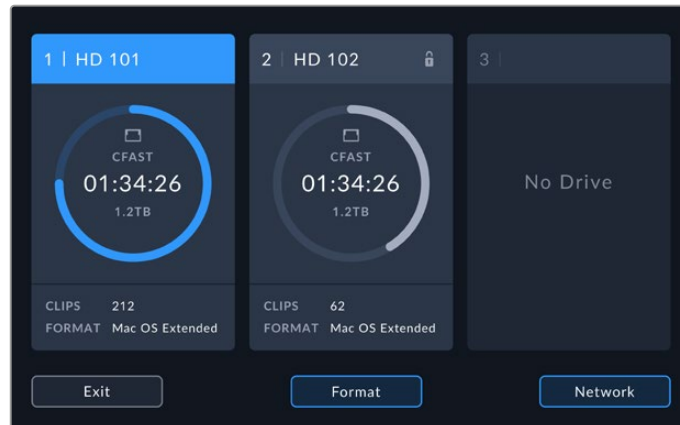 1 | HD 101
2 | HD 102
3 |
CFAST
01:34:26
1.2TB
CFAST
01:34:26
1.2TB
No Drive
CLIPS 212
FORMAT Mac OS Extended
CLIPS 62
FORMAT Mac OS Extended
Exit
Format
Network